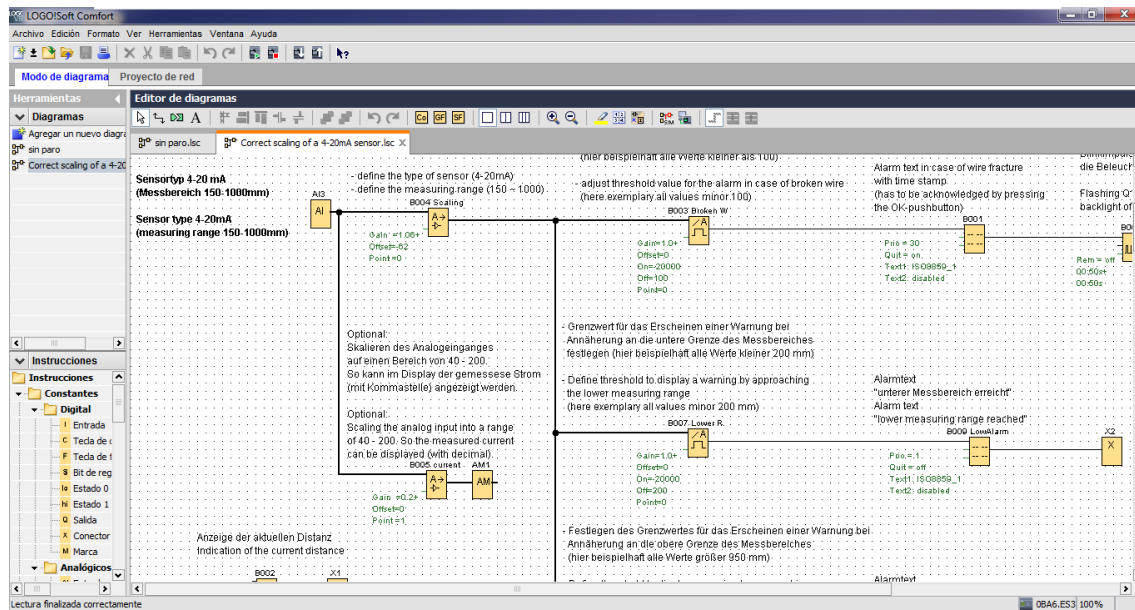 LOGO!Soft Comfort
Archivo Edición Formato Ver Herramientas Ventana Ayuda
Modo de diagrama Proyecto de red
Herramientas
Editor de diagramas
Diagramas
Agregar un nuevo diagra
sin paro
Correct scaling of a 4-20
sin paro.lsc
Correct scaling of a 4-20mA sensor.lsc
Sensortyp 4-20 mA
(Messbereich 150-1000mm)
Sensor type 4-20mA
(measuring range 150-1000mm)
AI3
AI
- define the type of sensor (4-20mA)
- define the measuring range (150 ~ 1000)
B004 Scaling
A→
Gain =1.06+
Offset=-62
Point=0
(hier beispielhaft alle Werte kleiner als 100)
- adjust threshold value for the alarm in case of broken wire
(here exemplary all values minor 100)
B003 Broken W
/A
Gain=1.0+
Offset=0
On=-20000
Off=100
Point=0
Alarm text in case of wire fracture
with time stamp
(has to be acknowledged by pressing
the OK-pushbutton)
B001
Prio = 30
Quit = on
Text1: ISO8859_1
Text2: disabled
die Beleuch
Flashing
backlight of
Rem = off
00:50s+
00:50s
Optional:
Skalieren des Analogeinganges
auf einen Bereich von 40 - 200.
So kann im Display der gemessese Strom
(mit Kommastelle) angezeigt werden.
Optional:
Scaling the analog input into a range
of 40 - 200. So the measured current
can be displayed (with decimal).
B005 current AM1
A→
AM
Gain =0.2+
Offset=0
Point=1
- Grenzwert für das Erscheinen einer Warnung bei
Annäherung an die untere Grenze des Messbereiches
festlegen (hier beispielhaft alle Werte kleiner 200 mm)
- Define threshold to display a warning by approaching
the lower measuring range
(here exemplary all values minor 200 mm)
B007 Lower R.
/A
Gain=1.0+
Offset=0
On=-20000
Off=200
Point=0
Alarmtext
"unterer Messbereich erreicht"
Alarm text
"lower measuring range reached"
B009 LowAlarm
Prio = 1
Quit = off
Text1: ISO8859_1
Text2: disabled
X2
X
- Festlegen des Grenzwertes für das Erscheinen einer Warnung bei
Annäherung an die obere Grenze des Messbereiches
(hier beispielhaft alle Werte größer 950 mm)
Alarmtext
Anzeige der aktuellen Distanz
Indication of the current distance
B002
X1
Instrucciones
Instrucciones
Constantes
Digital
I Entrada
C Tecla de
F Tecla de f
S Bit de reg
lo Estado 0
hi Estado 1
Q Salida
X Conector
M Marca
Analógicos
Lectura finalizada correctamente
0BA6.ES3 100%